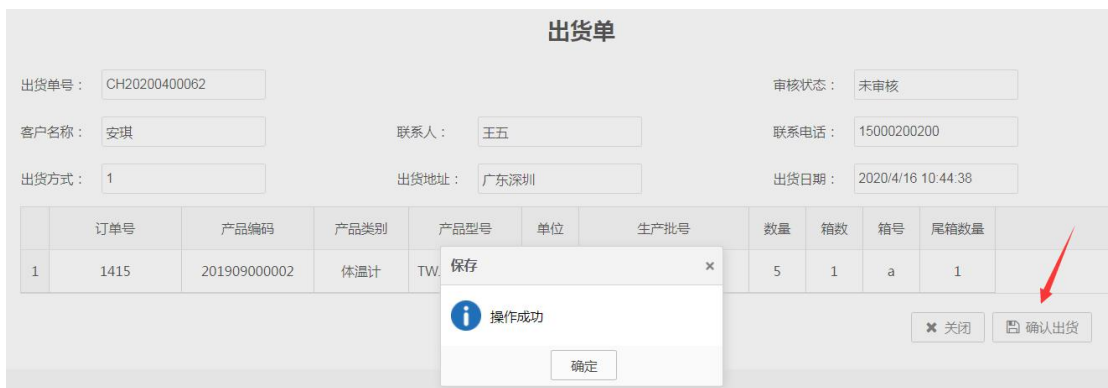 出货单
出货单号： CH20200400062 审核状态： 未审核
客户名称： 安琪 联系人： 王五 联系电话： 15000200200
出货方式： 1 出货地址： 广东深圳 出货日期： 2020/4/16 10:44:38
订单号 产品编码 产品类别 产品型号 单位 生产批号 数量 箱数 箱号 尾箱数量
1 1415 201909000002 体温计 TW. 5 1 a 1
保存 ×
操作成功
确定
✖ 关闭 确认出货